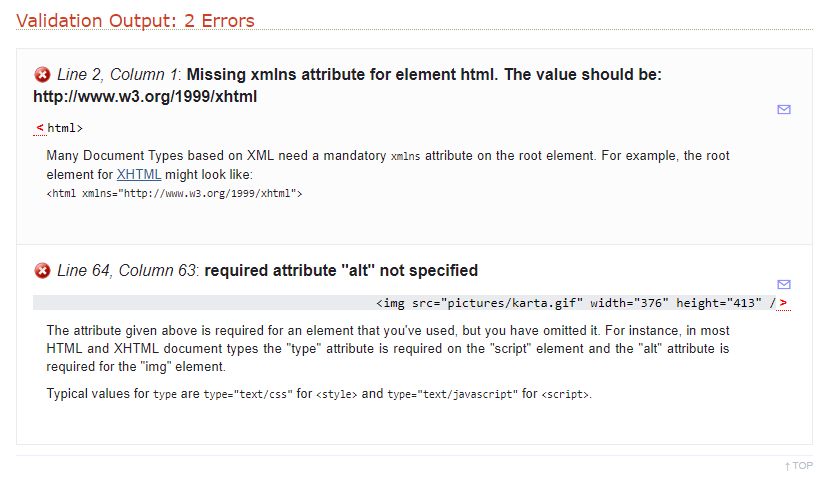 Validation Output: 2 Errors
Line 2, Column 1: Missing xmlns attribute for element html. The value should be:
http://www.w3.org/1999/xhtml
<html>
Many Document Types based on XML need a mandatory xmlns attribute on the root element. For example, the root
element for XHTML might look like:
<html xmlns="http://www.w3.org/1999/xhtml">
Line 64, Column 63: required attribute "alt" not specified
<img src="pictures/karta.gif" width="376" height="413" />
The attribute given above is required for an element that you've used, but you have omitted it. For instance, in most
HTML and XHTML document types the "type" attribute is required on the "script" element and the "alt" attribute is
required for the "img" element.
Typical values for type are type="text/css" for <style> and type="text/javascript" for <script>.
↑ TOP